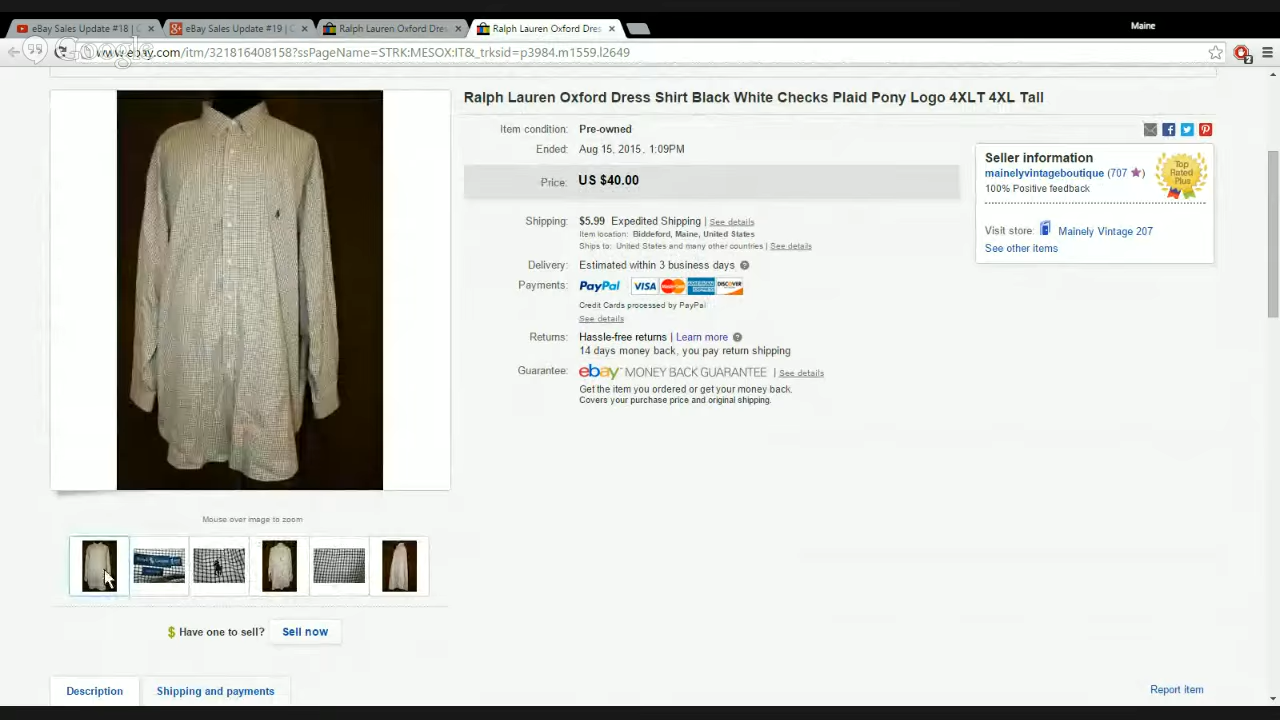 eBay Sales Update #18 | C
eBay Sales Update #19 | C
Ralph Lauren Oxford Dres
Ralph Lauren Oxford Dres
Maine
Google
www.ebay.com/itm/321816408158?ssPageName=STRK:MESOX:IT&_trksid=p3984.m1559.l2649
2
Ralph Lauren Oxford Dress Shirt Black White Checks Plaid Pony Logo 4XLT 4XL Tall
Item condition: Pre-owned
Ended: Aug 15, 2015, 1:09PM
Price: US $40.00
Shipping: $5.99 Expedited Shipping | See details
Item location: Biddeford, Maine, United States
Ships to: United States and many other countries | See details
Delivery: Estimated within 3 business days
Payments: PayPal VISA MasterCard AMERICAN EXPRESS DISCOVER
Credit Cards processed by PayPal
See details
Returns: Hassle-free returns | Learn more
14 days money back, you pay return shipping
Guarantee: ebay MONEY BACK GUARANTEE | See details
Get the item you ordered or get your money back.
Covers your purchase price and original shipping.
Seller information
mainelyvintageboutique (707 )
100% Positive feedback
Top Rated Plus
Visit store: Mainely Vintage 207
See other items
Mouse over image to zoom
$ Have one to sell? Sell now
Description
Shipping and payments
Report item